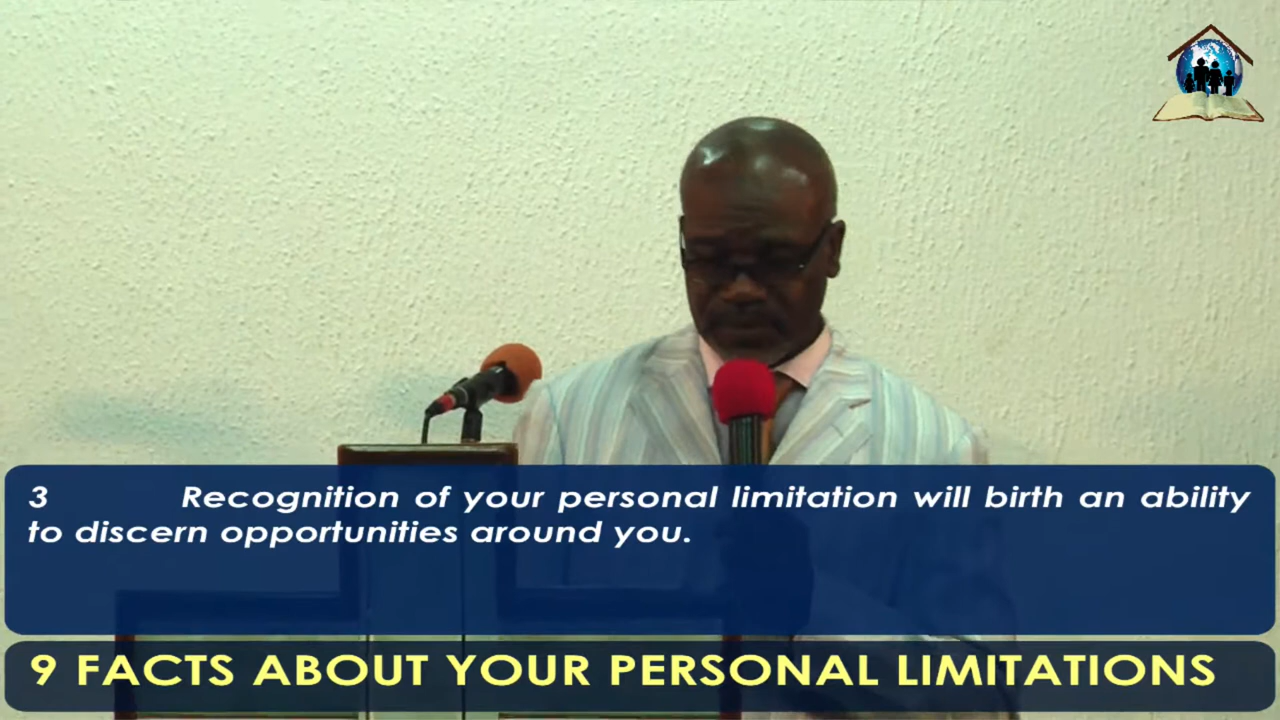 3 Recognition of your personal limitation will birth an ability
to discern opportunities around you.
9 FACTS ABOUT YOUR PERSONAL LIMITATIONS